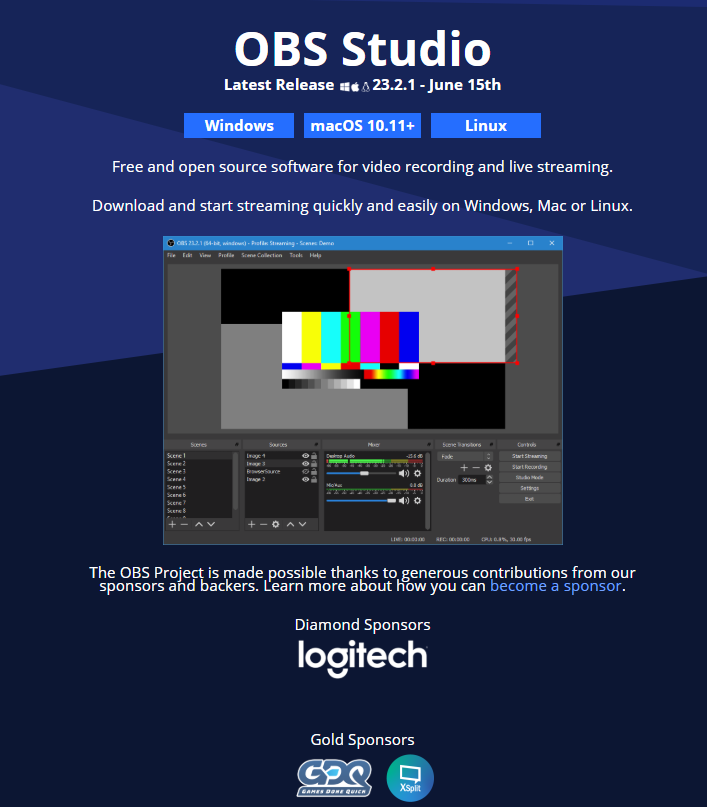 OBS Studio
Latest Release 23.2.1 - June 15th
Windows macOS 10.11+ Linux
Free and open source software for video recording and live streaming.
Download and start streaming quickly and easily on Windows, Mac or Linux.
OBS 23.2.1 (64-bit, windows) - Profile: Streaming - Scenes: Demo
File Edit View Profile Scene Collection Tools Help
Scenes Sources Mixer Scene Transitions Controls
Scene 1 Image 4 Desktop Audio -15.6 dB Fade Start Streaming
Scene 2 Image 3 Start Recording
Scene 3 BrowserSource Studio Mode
Scene 4 Image 2 Duration 300ms Settings
Scene 5 Mic/Aux 0.0 dB Exit
Scene 6
Scene 7
Scene 8
Scene 9
LIVE: 00:00:00 REC: 00:00:00 CPU: 0.8%, 30.00 fps
The OBS Project is made possible thanks to generous contributions from our
sponsors and backers. Learn more about how you can become a sponsor.
Diamond Sponsors
logitech
Gold Sponsors
GDQ
GAMES DONE QUICK
XSplit